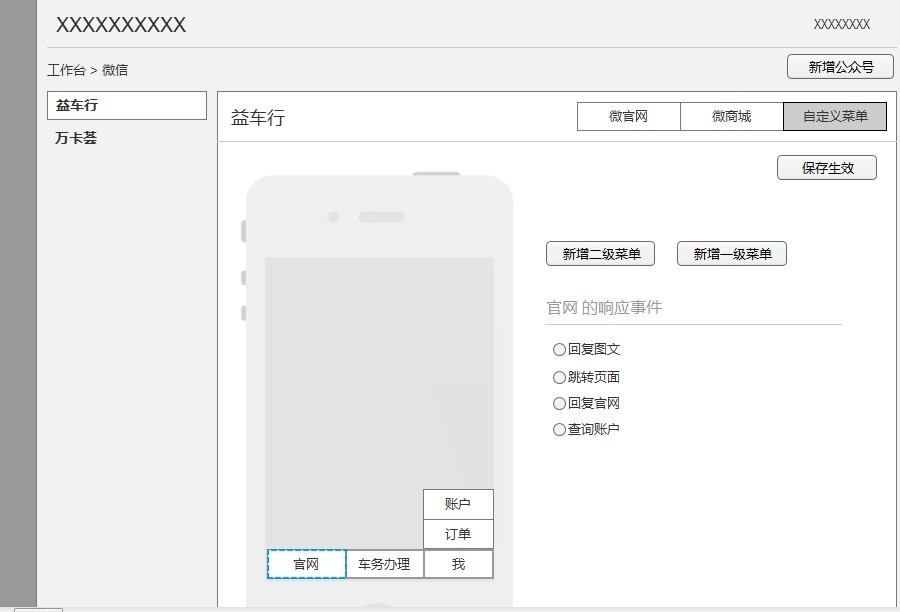 XXXXXXXXXX
XXXXXXXX
工作台 > 微信
新增公众号
益车行
万卡荟
益车行
微官网
微商城
自定义菜单
保存生效
新增二级菜单
新增一级菜单
官网 的响应事件
回复图文
跳转页面
回复官网
查询账户
账户
订单
官网
车务办理
我